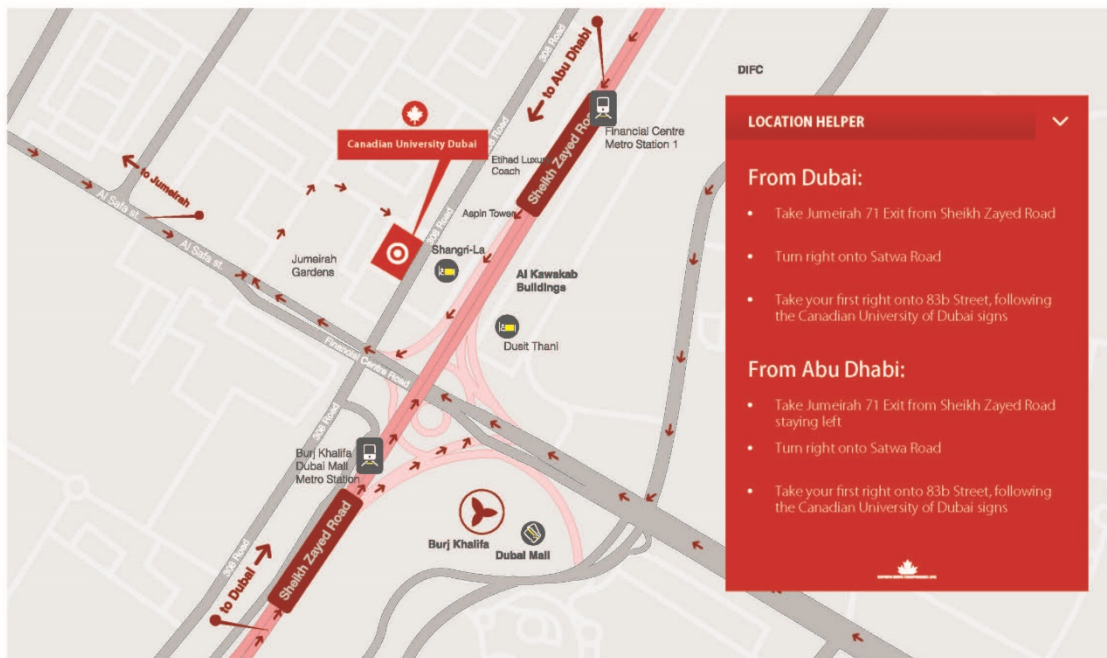 308 Road
to Abu Dhabi
DIFC
Sheikh Zayed Road
Financial Centre
Metro Station 1
Canadian University Dubai
Etihad Luxury
Coach
Road
to Jumeirah
Al Safa st.
Al Safa st.
308 Road
Aspin Tower
Shangri-La
Jumeirah
Gardens
Al Kawakab
Buildings
Dusit Thani
Financial Centre Road
308 Road
Burj Khalifa
Dubai Mall
Metro Station
Burj Khalifa
Dubai Mall
Sheikh Zayed Road
308 Road
to Dubai
LOCATION HELPER
From Dubai:
• Take Jumeirah 71 Exit from Sheikh Zayed Road
• Turn right onto Satwa Road
• Take your first right onto 83b Street, following
the Canadian University of Dubai signs
From Abu Dhabi:
• Take Jumeirah 71 Exit from Sheikh Zayed Road
staying left
• Turn right onto Satwa Road
• Take your first right onto 83b Street, following
the Canadian University of Dubai signs